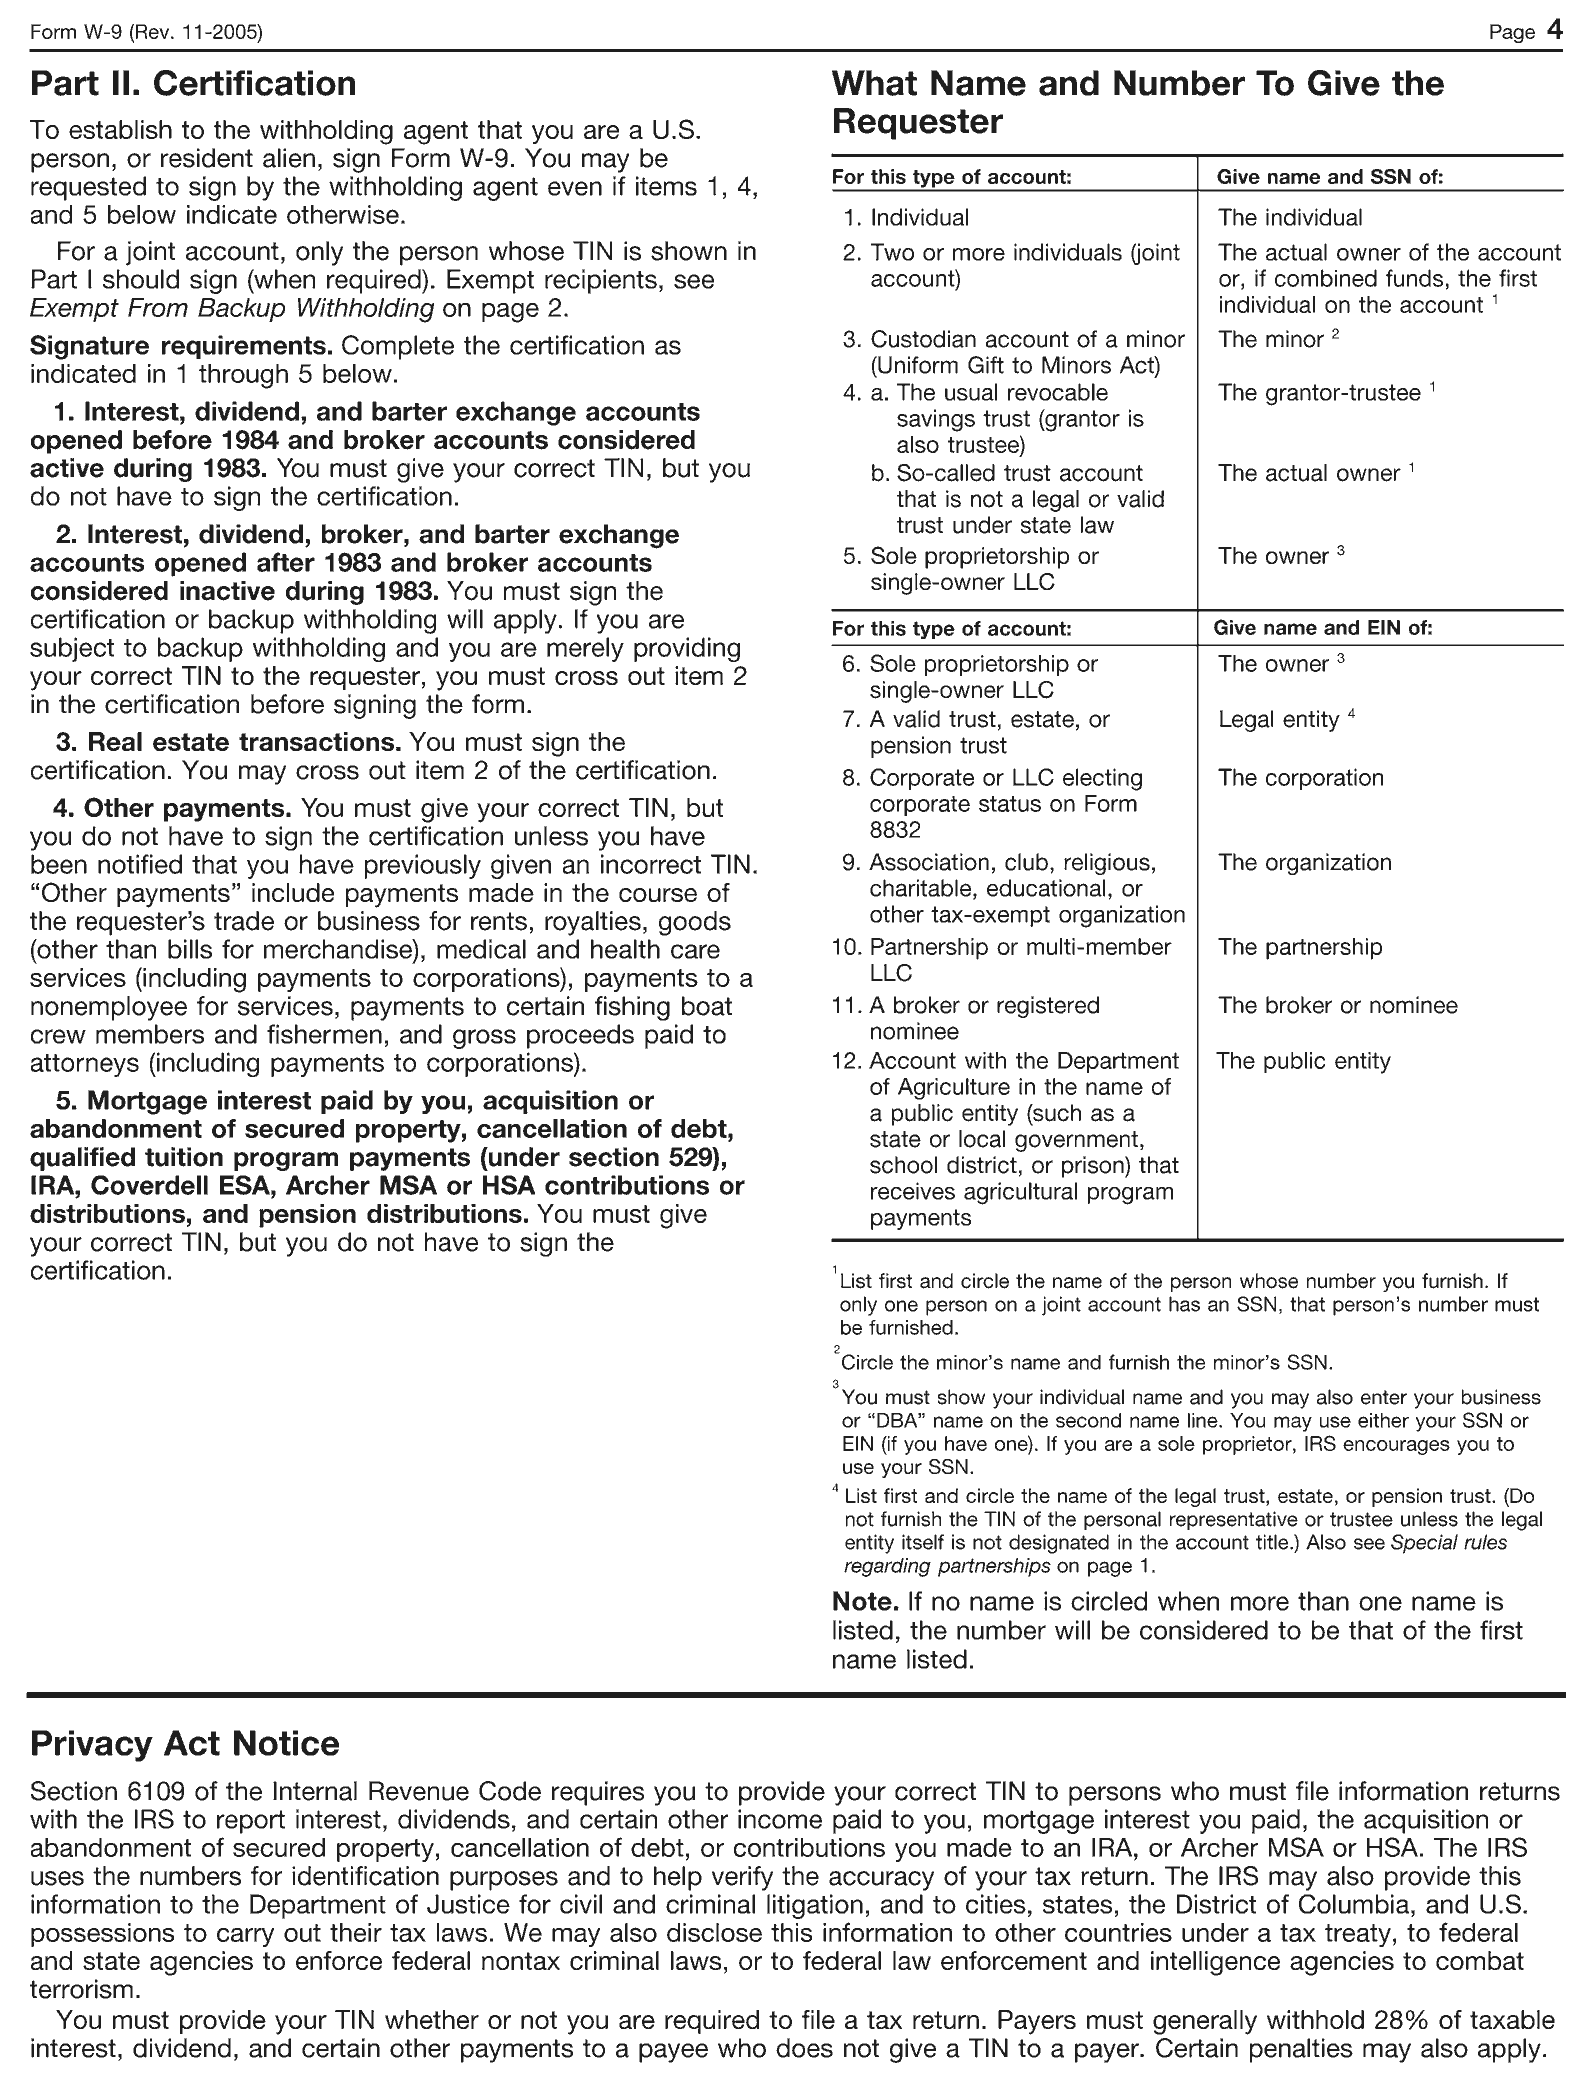 Form W-9 (Rev. 11-2005)
Page 4
Part II. Certification
To establish to the withholding agent that you are a U.S.
person, or resident alien, sign Form W-9. You may be
requested to sign by the withholding agent even if items 1, 4,
and 5 below indicate otherwise.
For a joint account, only the person whose TIN is shown in
Part I should sign (when required). Exempt recipients, see
Exempt From Backup Withholding on page 2.
Signature requirements. Complete the certification as
indicated in 1 through 5 below.
1. Interest, dividend, and barter exchange accounts
opened before 1984 and broker accounts considered
active during 1983. You must give your correct TIN, but you
do not have to sign the certification.
2. Interest, dividend, broker, and barter exchange
accounts opened after 1983 and broker accounts
considered inactive during 1983. You must sign the
certification or backup withholding will apply. If you are
subject to backup withholding and you are merely providing
your correct TIN to the requester, you must cross out item 2
in the certification before signing the form.
3. Real estate transactions. You must sign the
certification. You may cross out item 2 of the certification.
4. Other payments. You must give your correct TIN, but
you do not have to sign the certification unless you have
been notified that you have previously given an incorrect TIN.
“Other payments” include payments made in the course of
the requester’s trade or business for rents, royalties, goods
(other than bills for merchandise), medical and health care
services (including payments to corporations), payments to a
nonemployee for services, payments to certain fishing boat
crew members and fishermen, and gross proceeds paid to
attorneys (including payments to corporations).
5. Mortgage interest paid by you, acquisition or
abandonment of secured property, cancellation of debt,
qualified tuition program payments (under section 529),
IRA, Coverdell ESA, Archer MSA or HSA contributions or
distributions, and pension distributions. You must give
your correct TIN, but you do not have to sign the
certification.
What Name and Number To Give the
Requester
For this type of account: Give name and SSN of:
1. Individual The individual
2. Two or more individuals (joint The actual owner of the account
account) or, if combined funds, the first
individual on the account 1
3. Custodian account of a minor The minor 2
(Uniform Gift to Minors Act)
4. a. The usual revocable The grantor-trustee 1
savings trust (grantor is
also trustee)
b. So-called trust account The actual owner 1
that is not a legal or valid
trust under state law
5. Sole proprietorship or The owner 3
single-owner LLC
For this type of account: Give name and EIN of:
6. Sole proprietorship or The owner 3
single-owner LLC
7. A valid trust, estate, or Legal entity 4
pension trust
8. Corporate or LLC electing The corporation
corporate status on Form
8832
9. Association, club, religious, The organization
charitable, educational, or
other tax-exempt organization
10. Partnership or multi-member The partnership
LLC
11. A broker or registered The broker or nominee
nominee
12. Account with the Department The public entity
of Agriculture in the name of
a public entity (such as a
state or local government,
school district, or prison) that
receives agricultural program
payments
1 List first and circle the name of the person whose number you furnish. If
only one person on a joint account has an SSN, that person’s number must
be furnished.
2 Circle the minor’s name and furnish the minor’s SSN.
3 You must show your individual name and you may also enter your business
or “DBA” name on the second name line. You may use either your SSN or
EIN (if you have one). If you are a sole proprietor, IRS encourages you to
use your SSN.
4 List first and circle the name of the legal trust, estate, or pension trust. (Do
not furnish the TIN of the personal representative or trustee unless the legal
entity itself is not designated in the account title.) Also see Special rules
regarding partnerships on page 1.
Note. If no name is circled when more than one name is
listed, the number will be considered to be that of the first
name listed.
Privacy Act Notice
Section 6109 of the Internal Revenue Code requires you to provide your correct TIN to persons who must file information returns
with the IRS to report interest, dividends, and certain other income paid to you, mortgage interest you paid, the acquisition or
abandonment of secured property, cancellation of debt, or contributions you made to an IRA, or Archer MSA or HSA. The IRS
uses the numbers for identification purposes and to help verify the accuracy of your tax return. The IRS may also provide this
information to the Department of Justice for civil and criminal litigation, and to cities, states, the District of Columbia, and U.S.
possessions to carry out their tax laws. We may also disclose this information to other countries under a tax treaty, to federal
and state agencies to enforce federal nontax criminal laws, or to federal law enforcement and intelligence agencies to combat
terrorism.
You must provide your TIN whether or not you are required to file a tax return. Payers must generally withhold 28% of taxable
interest, dividend, and certain other payments to a payee who does not give a TIN to a payer. Certain penalties may also apply.